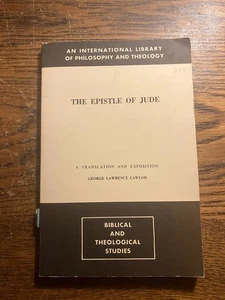 AN INTERNATIONAL LIBRARY
OF PHILOSOPHY AND THEOLOGY
THE EPISTLE OF JUDE
A TRANSLATION AND EXPOSITION
GEORGE LAWRENCE LAWLOR
BIBLICAL
AND
THEOLOGICAL
STUDIES